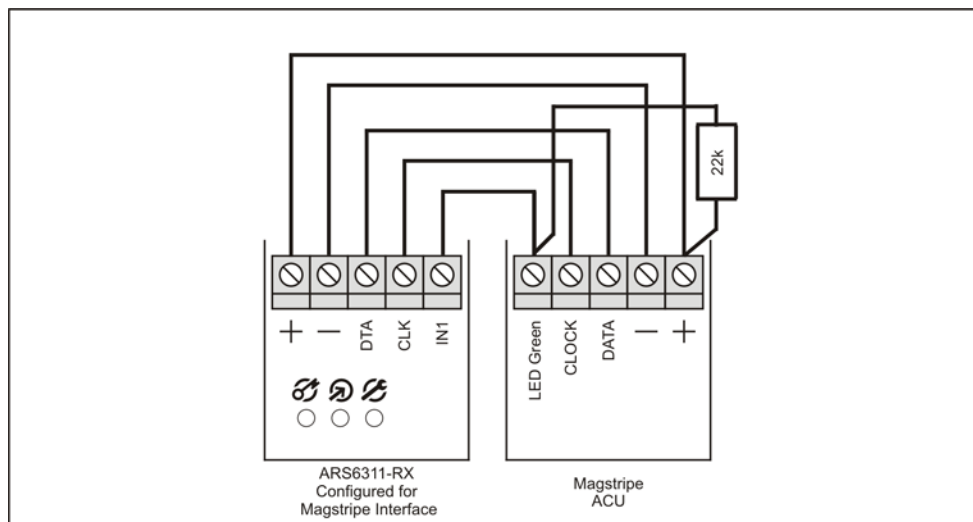 22k
+
—
DTA
CLK
IN1
LED Green
CLOCK
DATA
—
+
ARS6311-RX
Configured for
Magstripe Interface
Magstripe
ACU